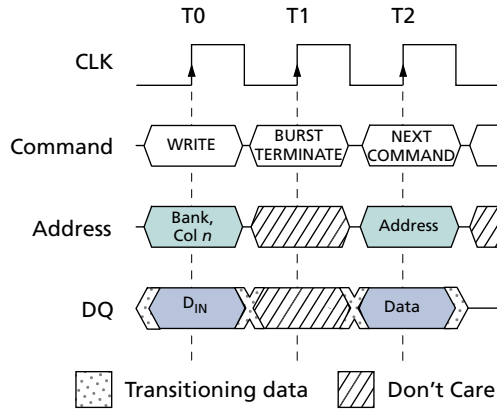 T0 T1 T2
CLK
Command WRITE BURST TERMINATE NEXT COMMAND
Address Bank, Col n Address
DQ DIN Data
Transitioning data Don't Care